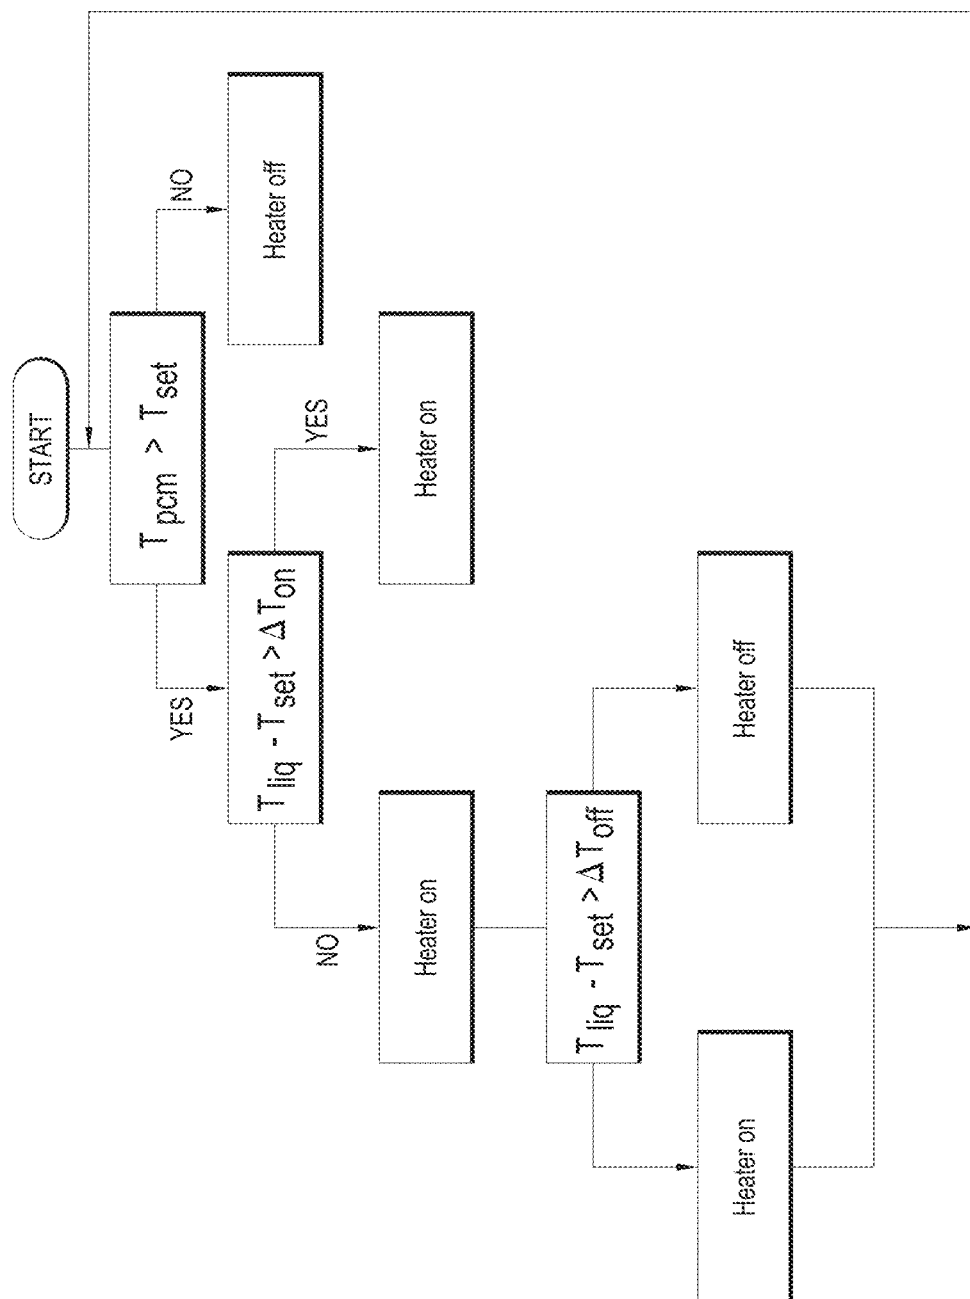 START
T pcm > T set
NO
Heater off
YES
T liq - T set > Δ T on
YES
Heater on
NO
Heater on
T liq - T set > Δ T off
Heater off
Heater on